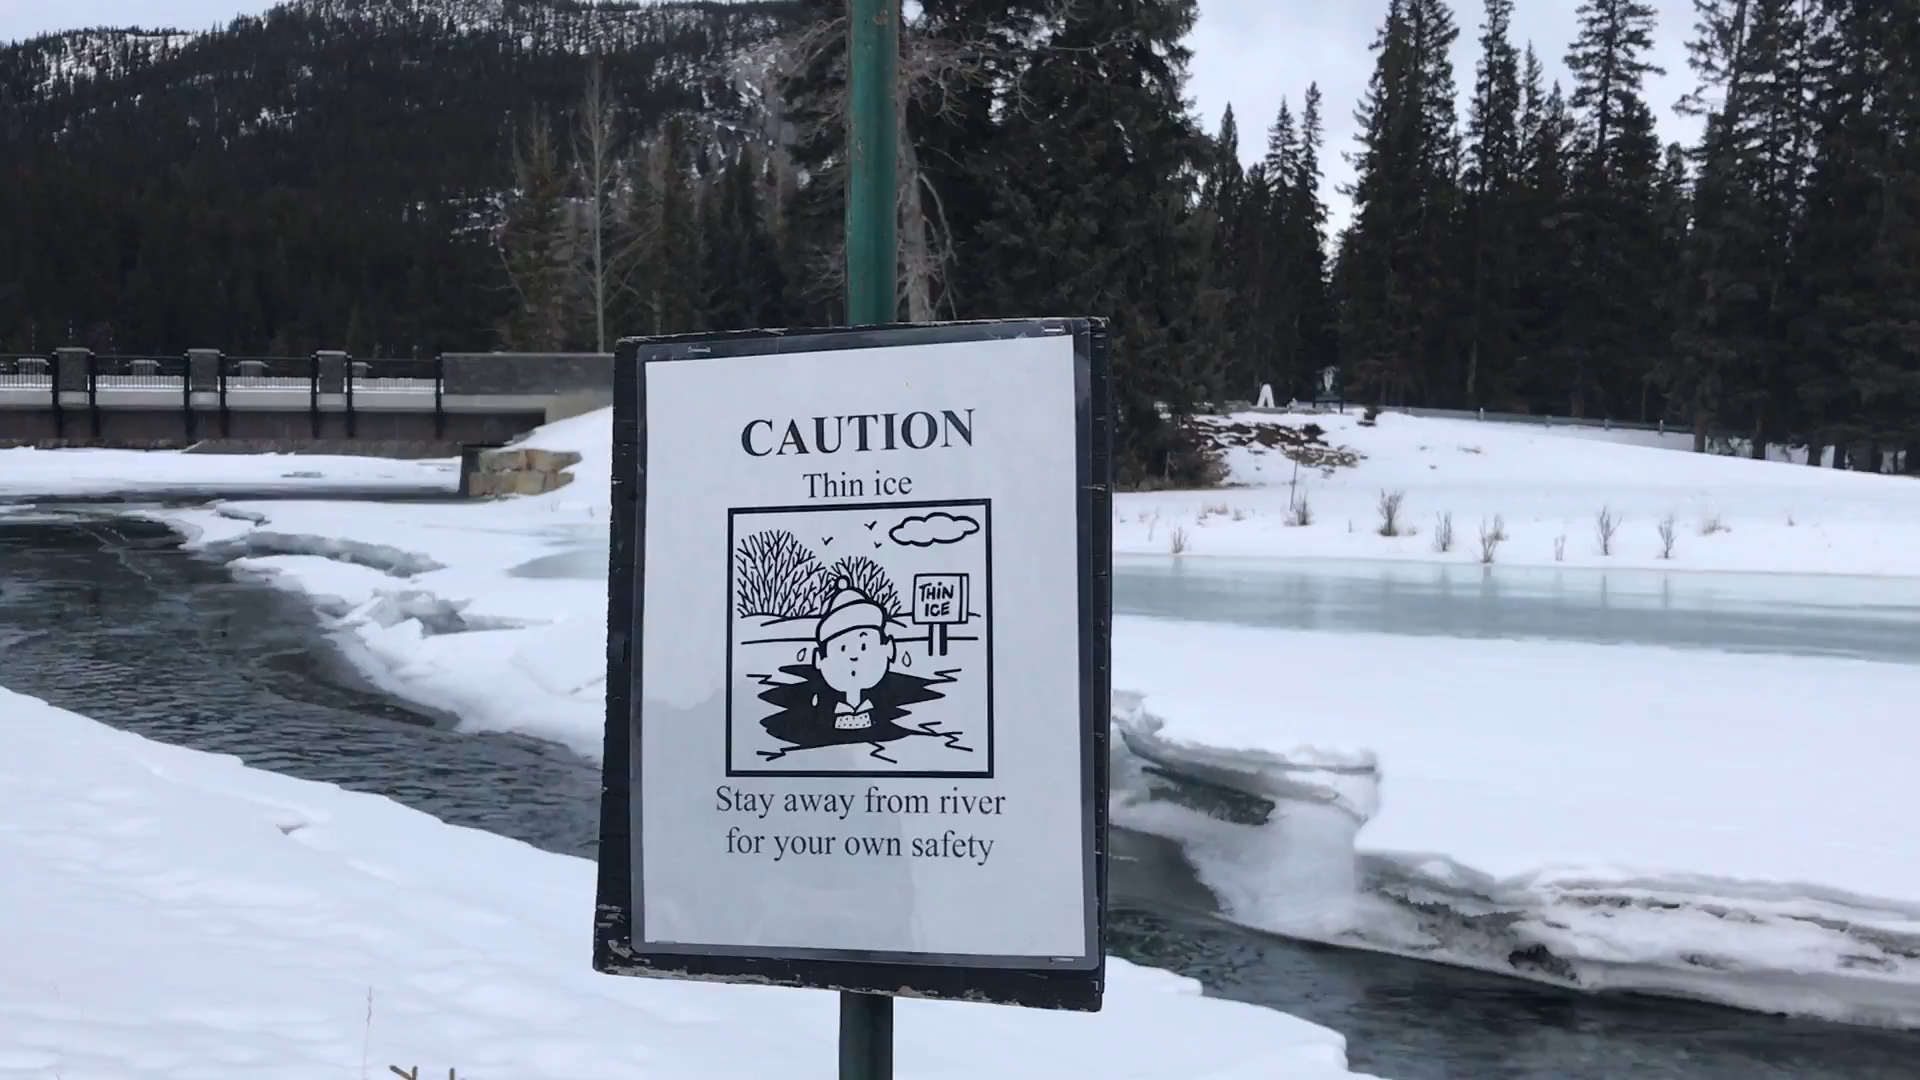 CAUTION
Thin ice
THIN
ICE
Stay away from river
for your own safety